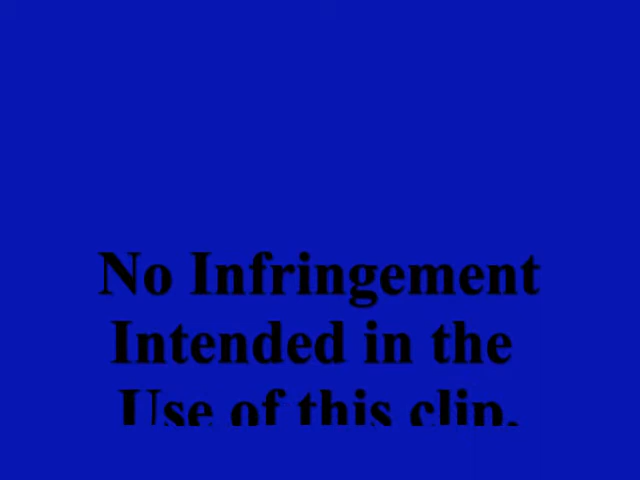 No Infringement
Intended in the
Use of this clip.